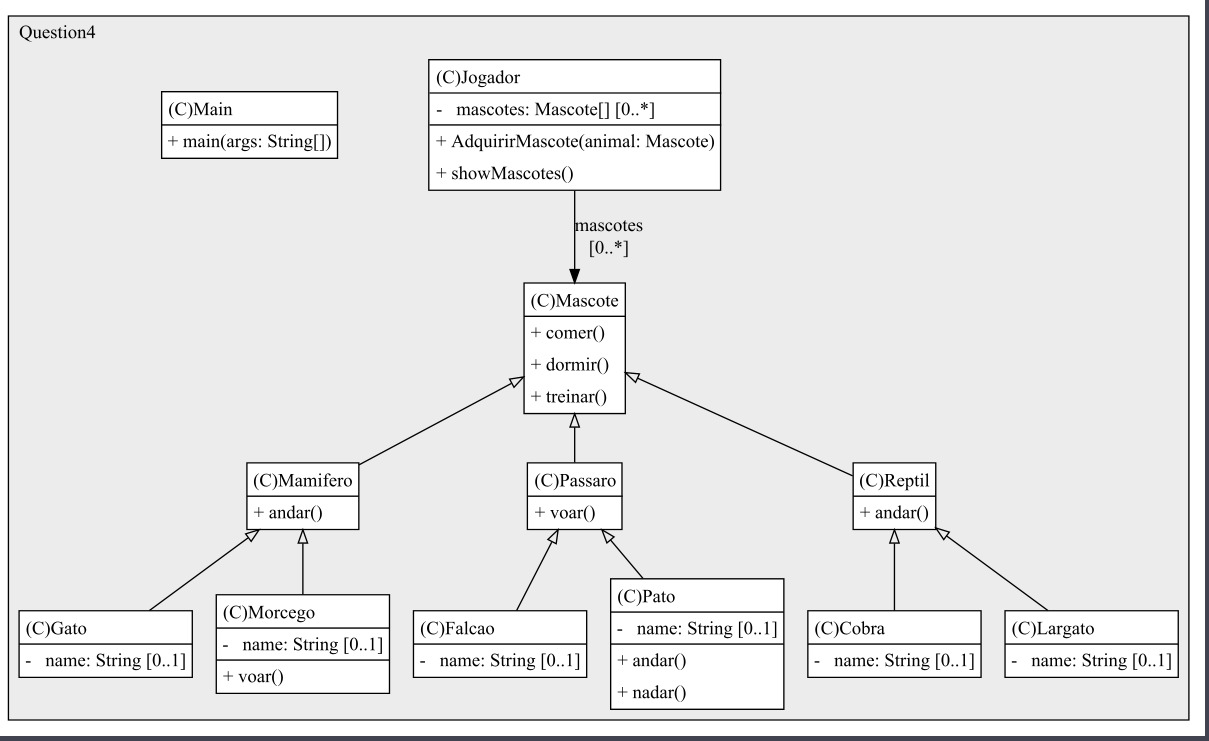 Question4
(C)Main
+ main(args: String[])
(C)Jogador
-   mascotes: Mascote[] [0..*]
+ AdquirirMascote(animal: Mascote)
+ showMascotes()
mascotes
[0..*]
(C)Mascote
+ comer()
+ dormir()
+ treinar()
(C)Mamifero
+ andar()
(C)Passaro
+ voar()
(C)Reptil
+ andar()
(C)Gato
-   name: String [0..1]
(C)Morcego
-   name: String [0..1]
+ voar()
(C)Falcao
-   name: String [0..1]
(C)Pato
-   name: String [0..1]
+ andar()
+ nadar()
(C)Cobra
-   name: String [0..1]
(C)Largato
-   name: String [0..1]